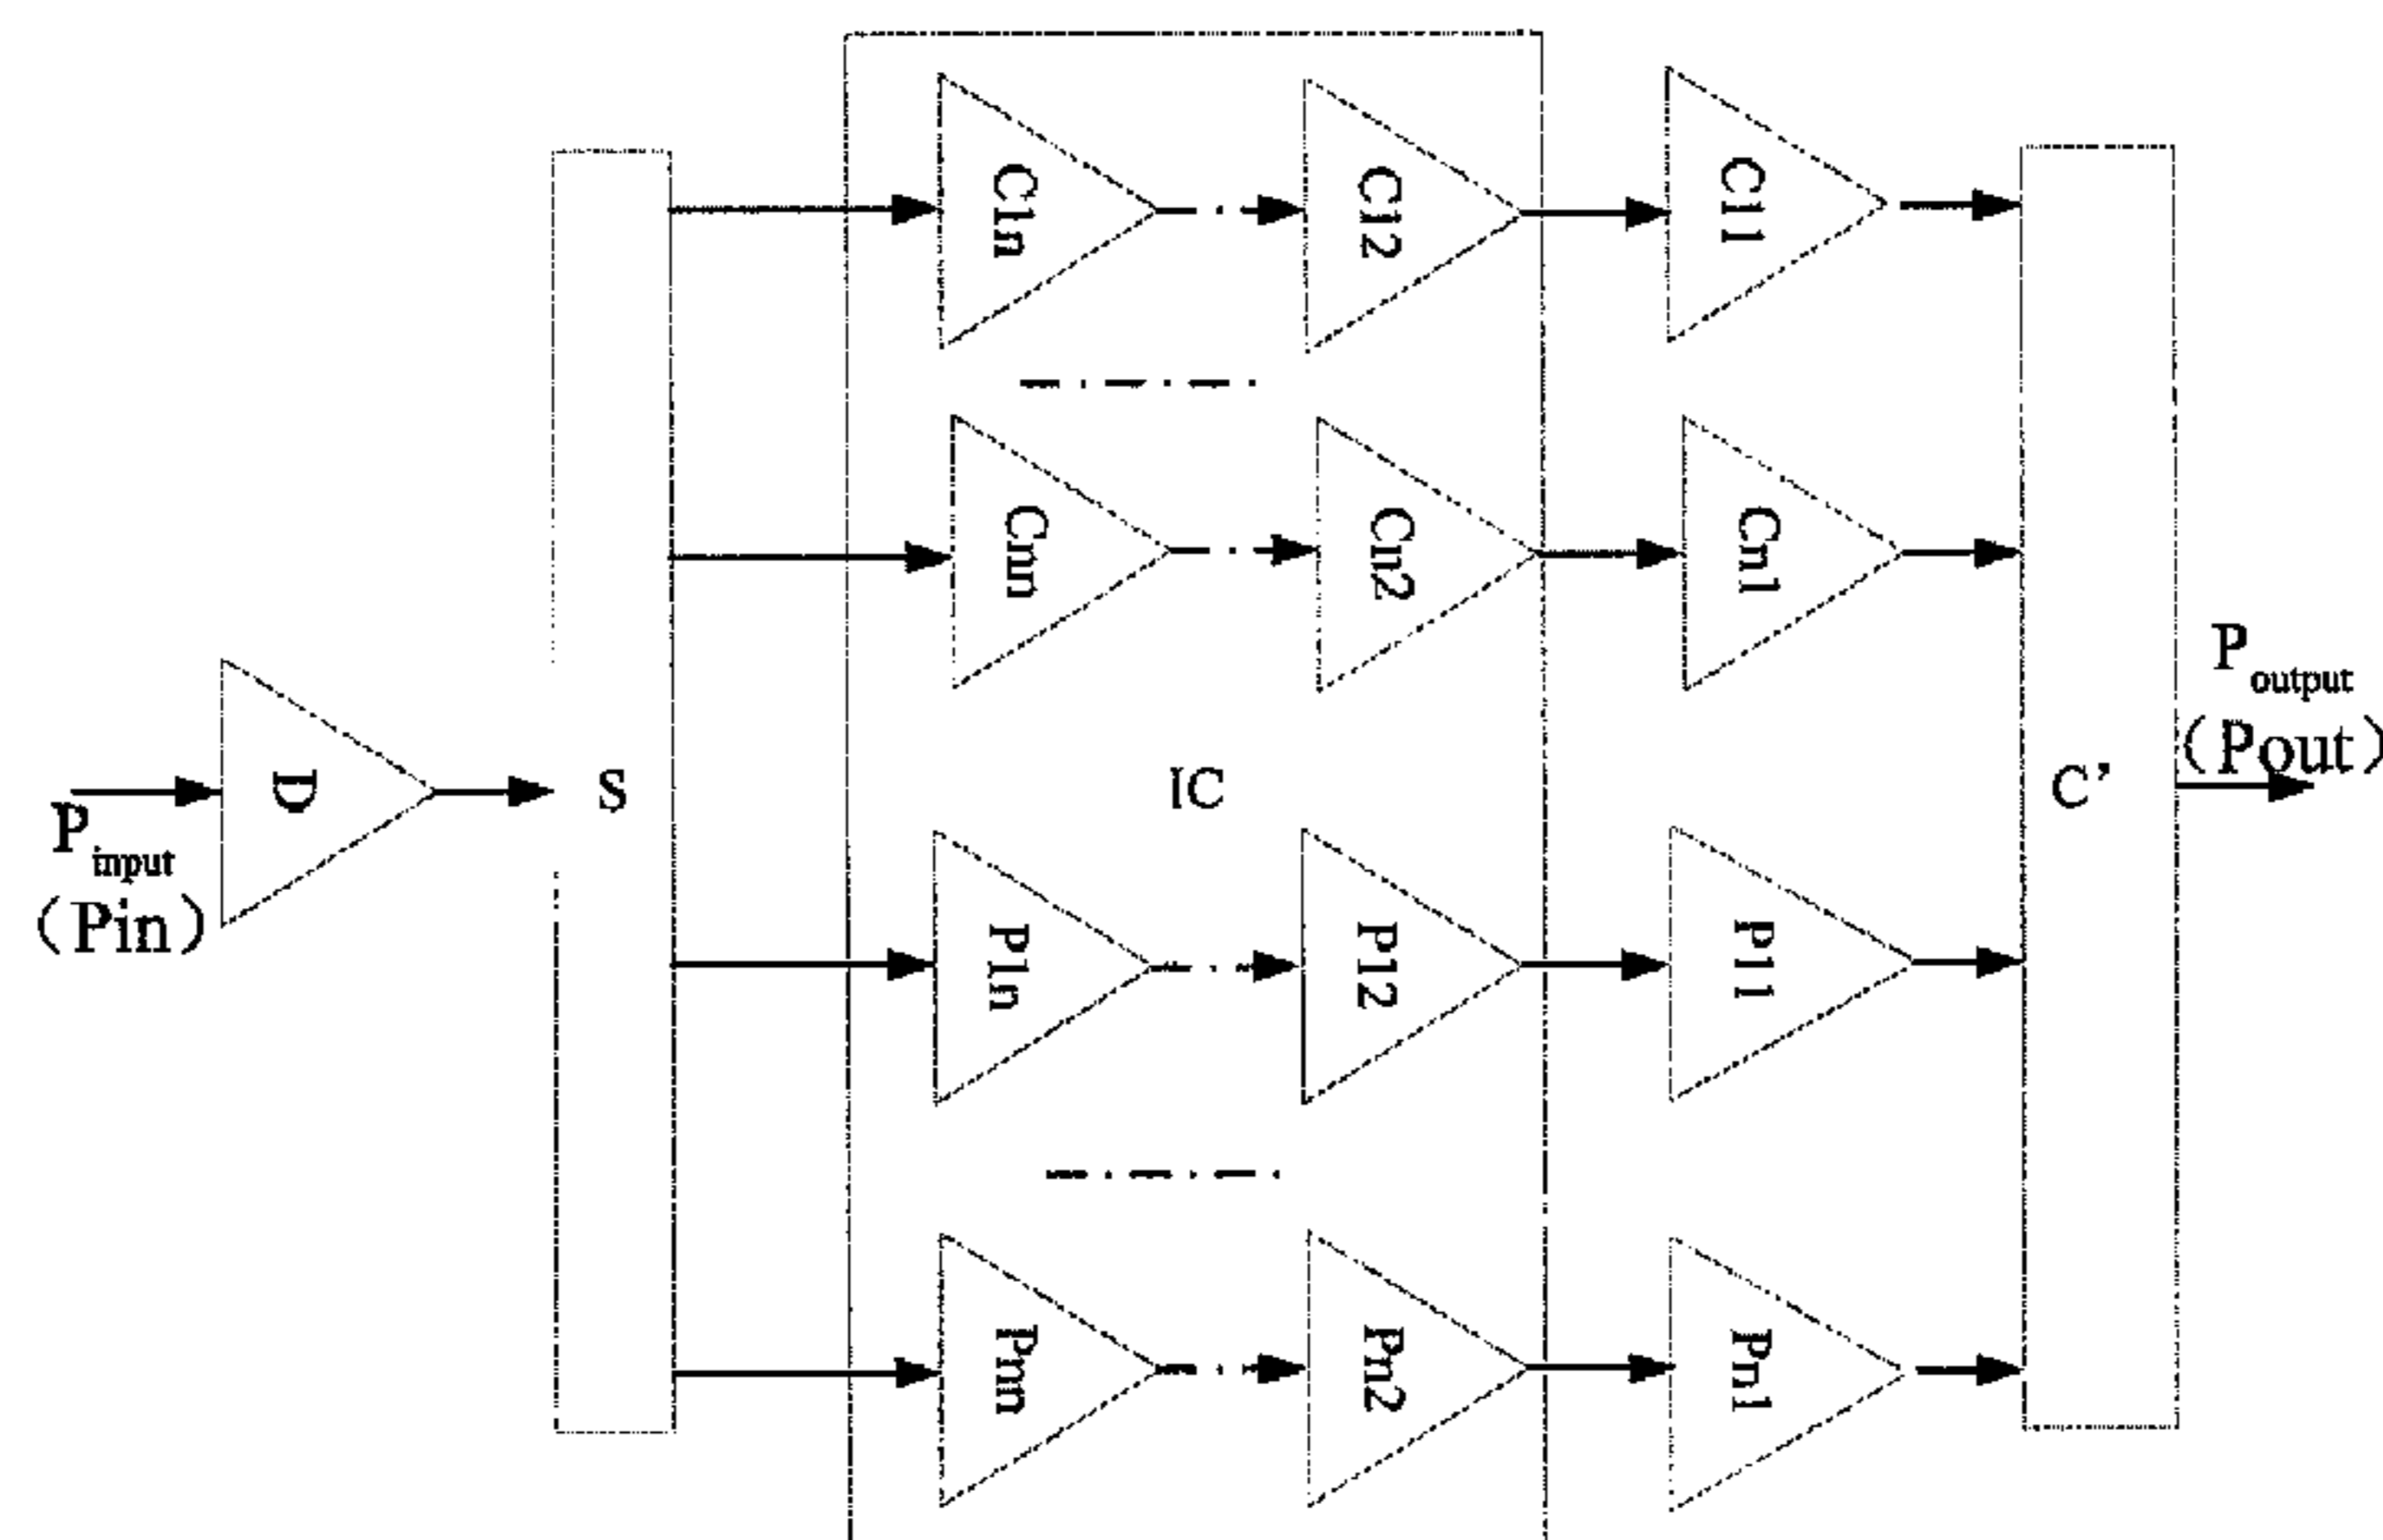 C1n
C12
C11
Cnn
Cn2
Cn1
P output
(Pout)
D
S
IC
C'
P input
(Pin)
P1n
P12
P11
Pnn
Pn2
Pn1